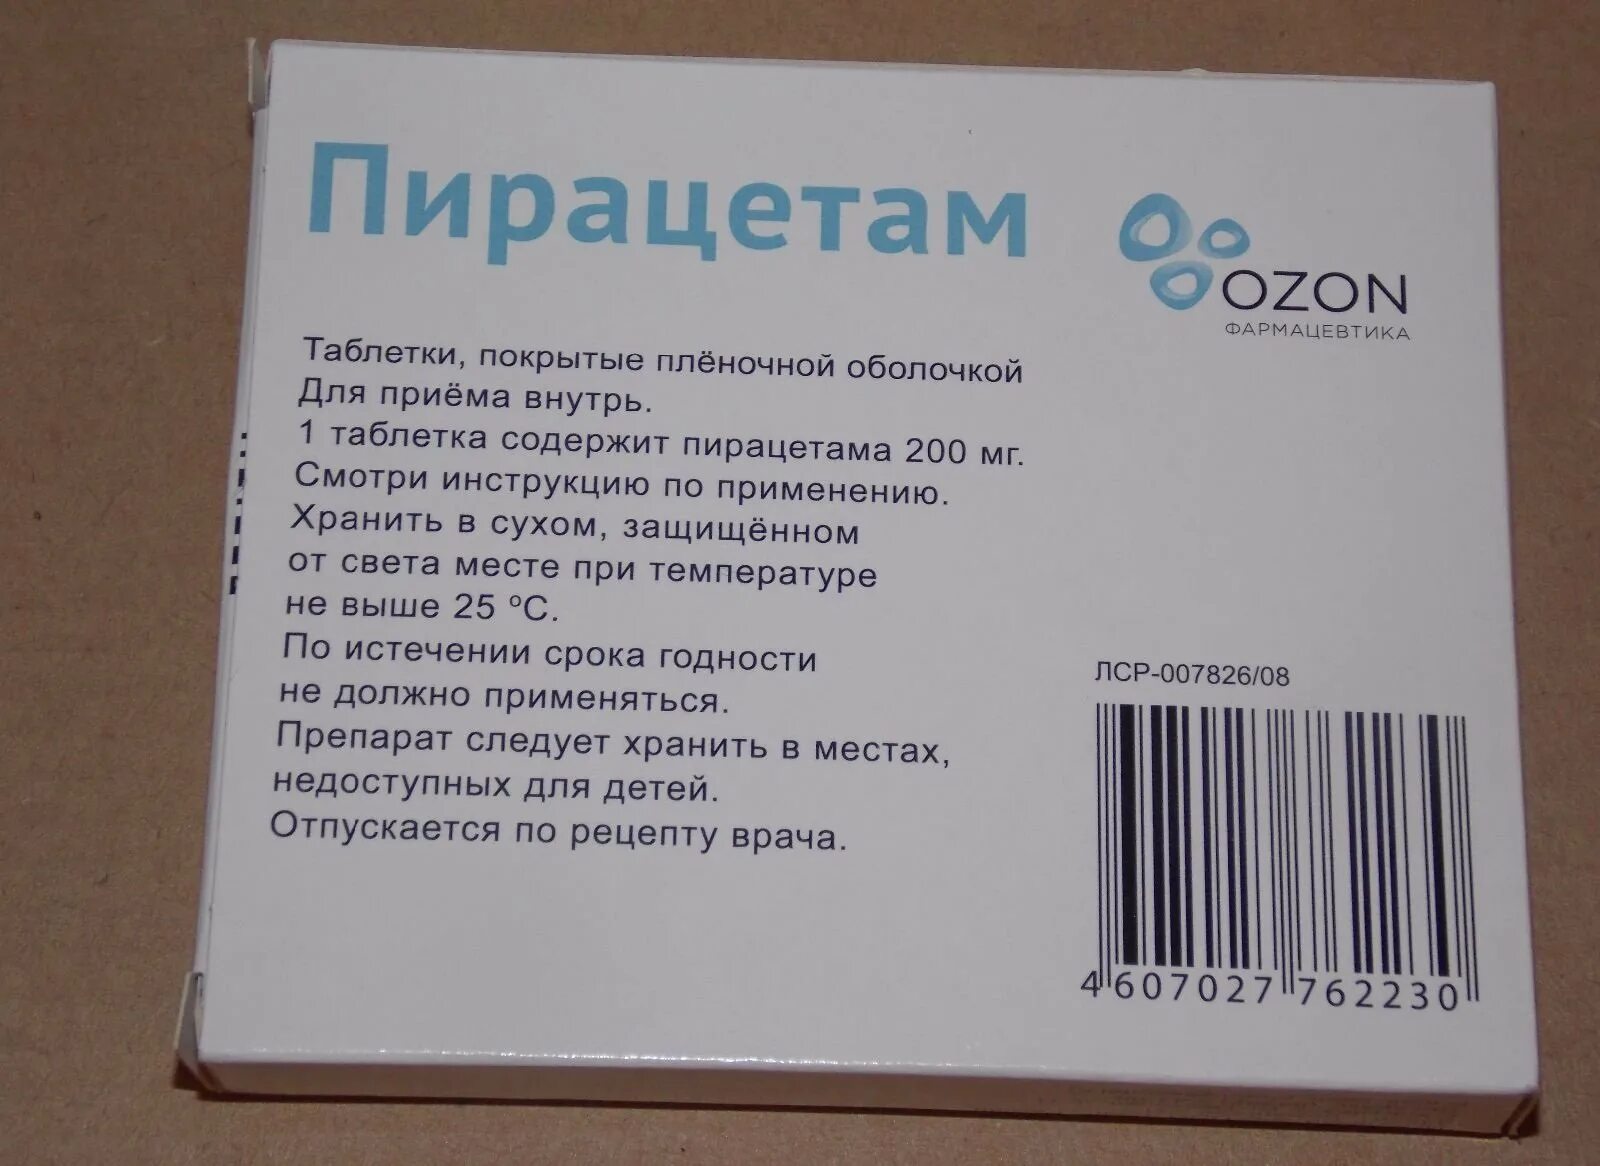 Пирацетам
OZON
ФАРМАЦЕВТИКА
Таблетки, покрытые плёночной оболочкой
Для приёма внутрь.
1 таблетка содержит пирацетама 200 мг.
Смотри инструкцию по применению.
Хранить в сухом, защищённом
от света месте при температуре
не выше 25 °С.
По истечении срока годности
не должно применяться.
Препарат следует хранить в местах,
недоступных для детей.
Отпускается по рецепту врача.
ЛСР-007826/08
4 607027 762230